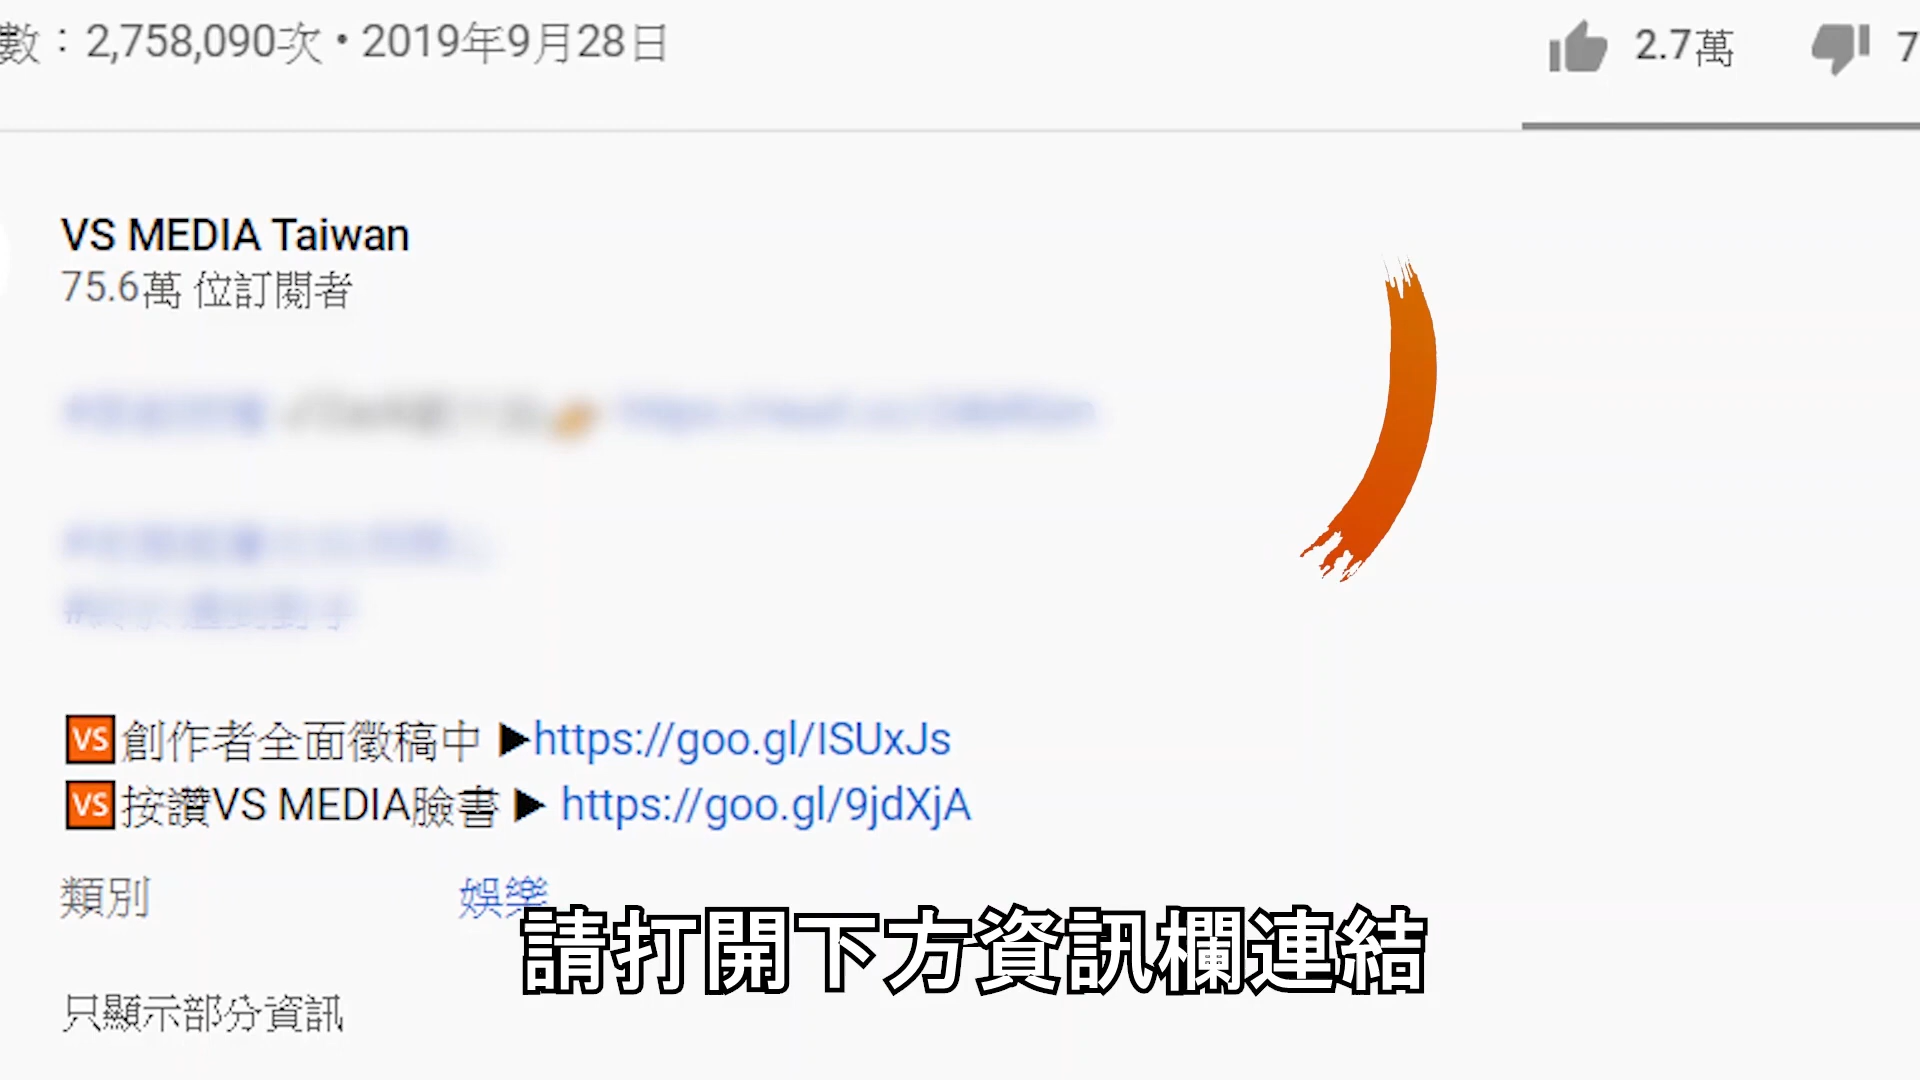 數：2,758,090次 • 2019年9月28日
2.7萬
7
VS MEDIA Taiwan
75.6萬 位訂閱者
VS創作者全面徵稿中 ▶https://goo.gl/ISUxJs
VS按讚VS MEDIA臉書 ▶ https://goo.gl/9jdXjA
類別 娛樂
請打開下方資訊欄連結
只顯示部分資訊